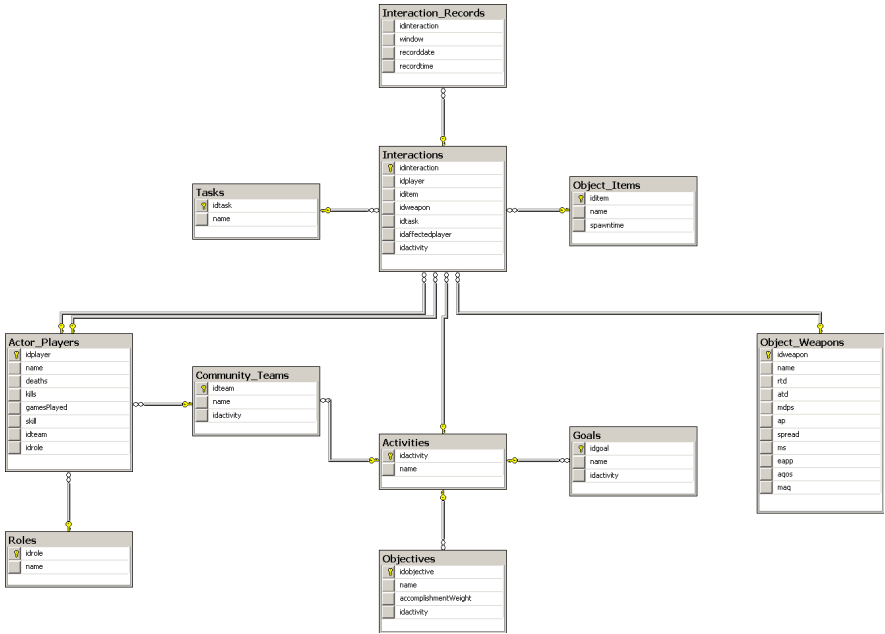 Interaction_Records
idinteraction
window
recorddate
recordtime
Interactions
idinteraction
idplayer
iditem
idweapon
idtask
idaffectedplayer
idactivity
Tasks
idtask
name
Object_Items
iditem
name
spawntime
Actor_Players
idplayer
name
deaths
kills
gamesPlayed
skill
idteam
idrole
Community_Teams
idteam
name
idactivity
Object_Weapons
idweapon
name
rtd
atd
mdps
ap
spread
ms
eapp
aqos
maq
Activities
idactivity
name
Goals
idgoal
name
idactivity
Roles
idrole
name
Objectives
idobjective
name
accomplishmentWeight
idactivity